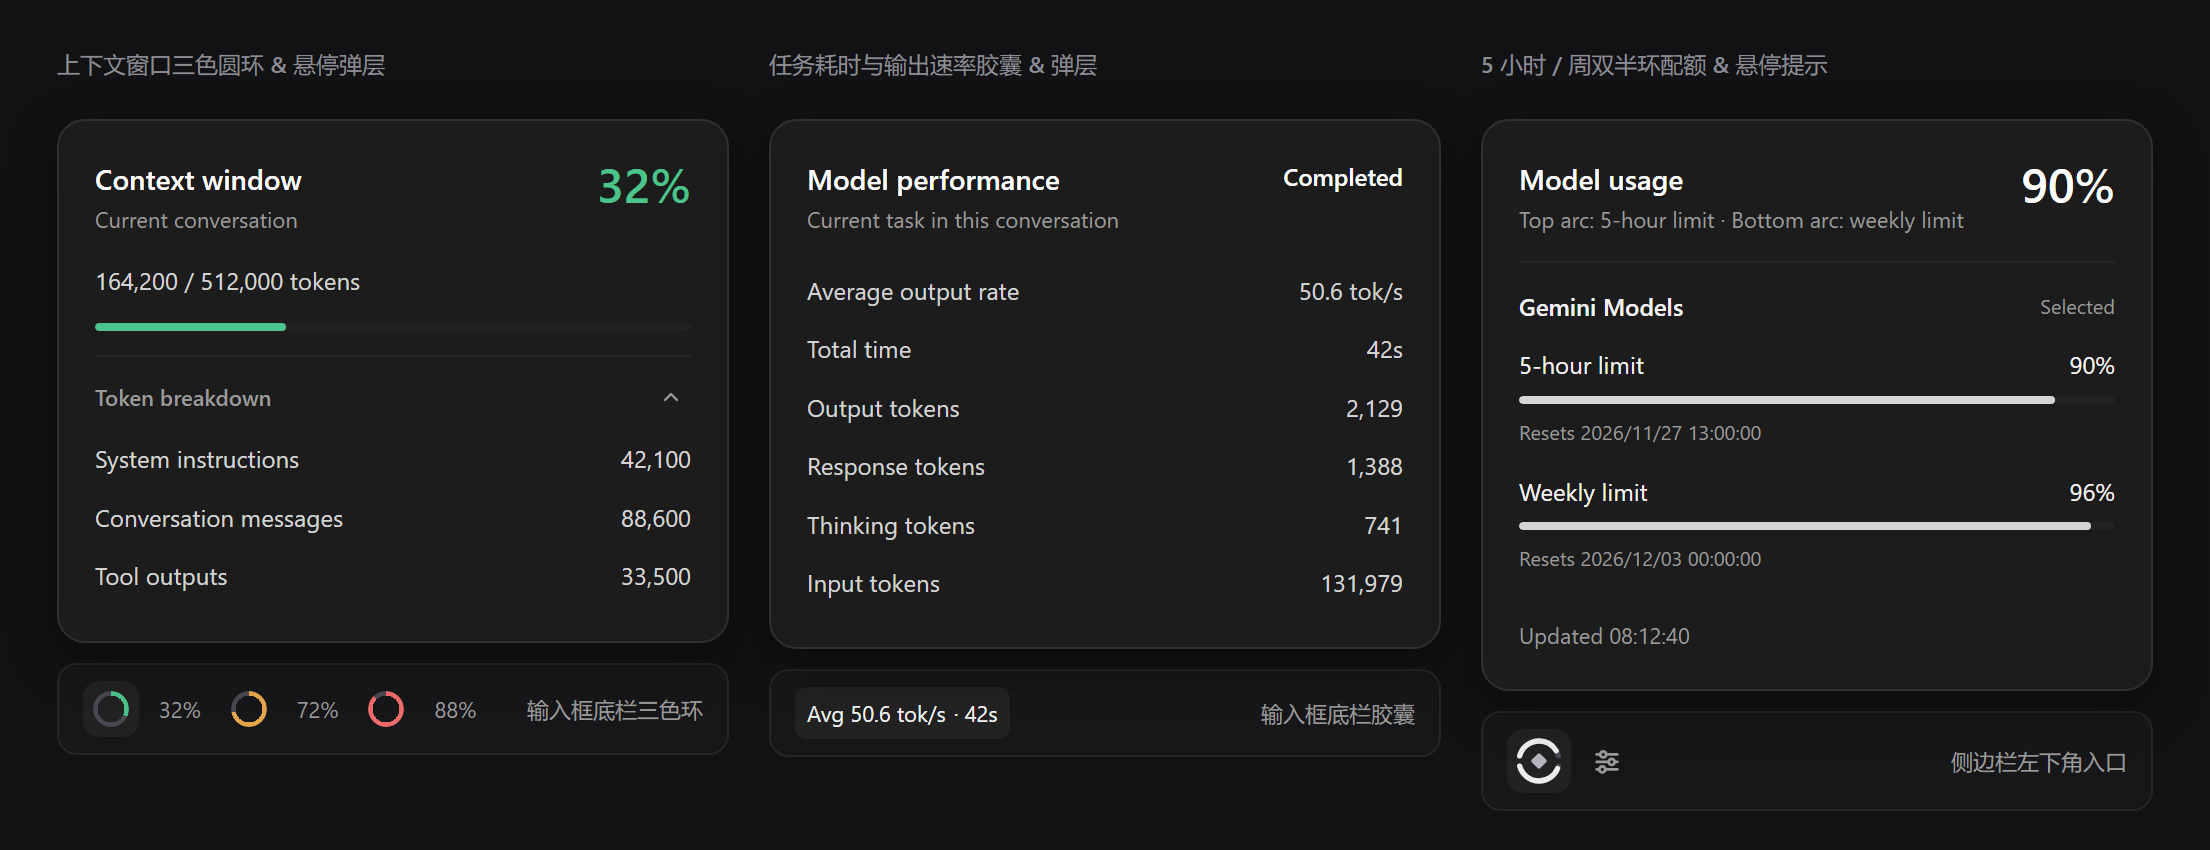 上下文窗口三色圆环 & 悬停弹层
Context window
32%
Current conversation
164,200 / 512,000 tokens
Token breakdown
System instructions 42,100
Conversation messages 88,600
Tool outputs 33,500
32% 72% 88% 输入框底栏三色环
任务耗时与输出速率胶囊 & 弹层
Model performance Completed
Current task in this conversation
Average output rate 50.6 tok/s
Total time 42s
Output tokens 2,129
Response tokens 1,388
Thinking tokens 741
Input tokens 131,979
Avg 50.6 tok/s · 42s 输入框底栏胶囊
5 小时 / 周双半环配额 & 悬停提示
Model usage
90%
Top arc: 5-hour limit · Bottom arc: weekly limit
Gemini Models Selected
5-hour limit 90%
Resets 2026/11/27 13:00:00
Weekly limit 96%
Resets 2026/12/03 00:00:00
Updated 08:12:40
侧边栏左下角入口